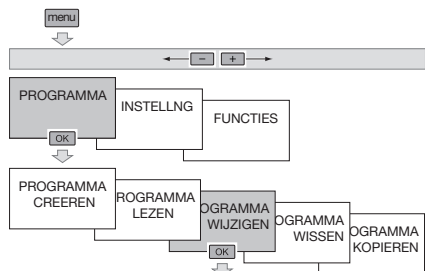 menu
− +
PROGRAMMA
INSTELLNG
FUNCTIES
OK
PROGRAMMA
CREEREN
ROGRAMMA
LEZEN
OGRAMMA
WIJZIGEN
OGRAMMA
WISSEN
OGRAMMA
KOPIEREN
OK